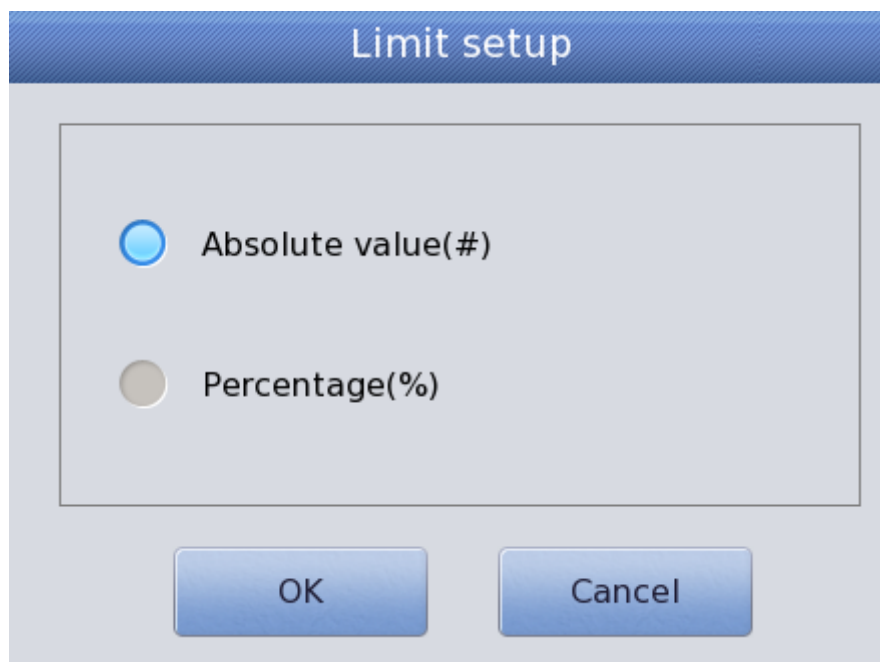 Limit setup
Absolute value(#)
Percentage(%)
OK
Cancel